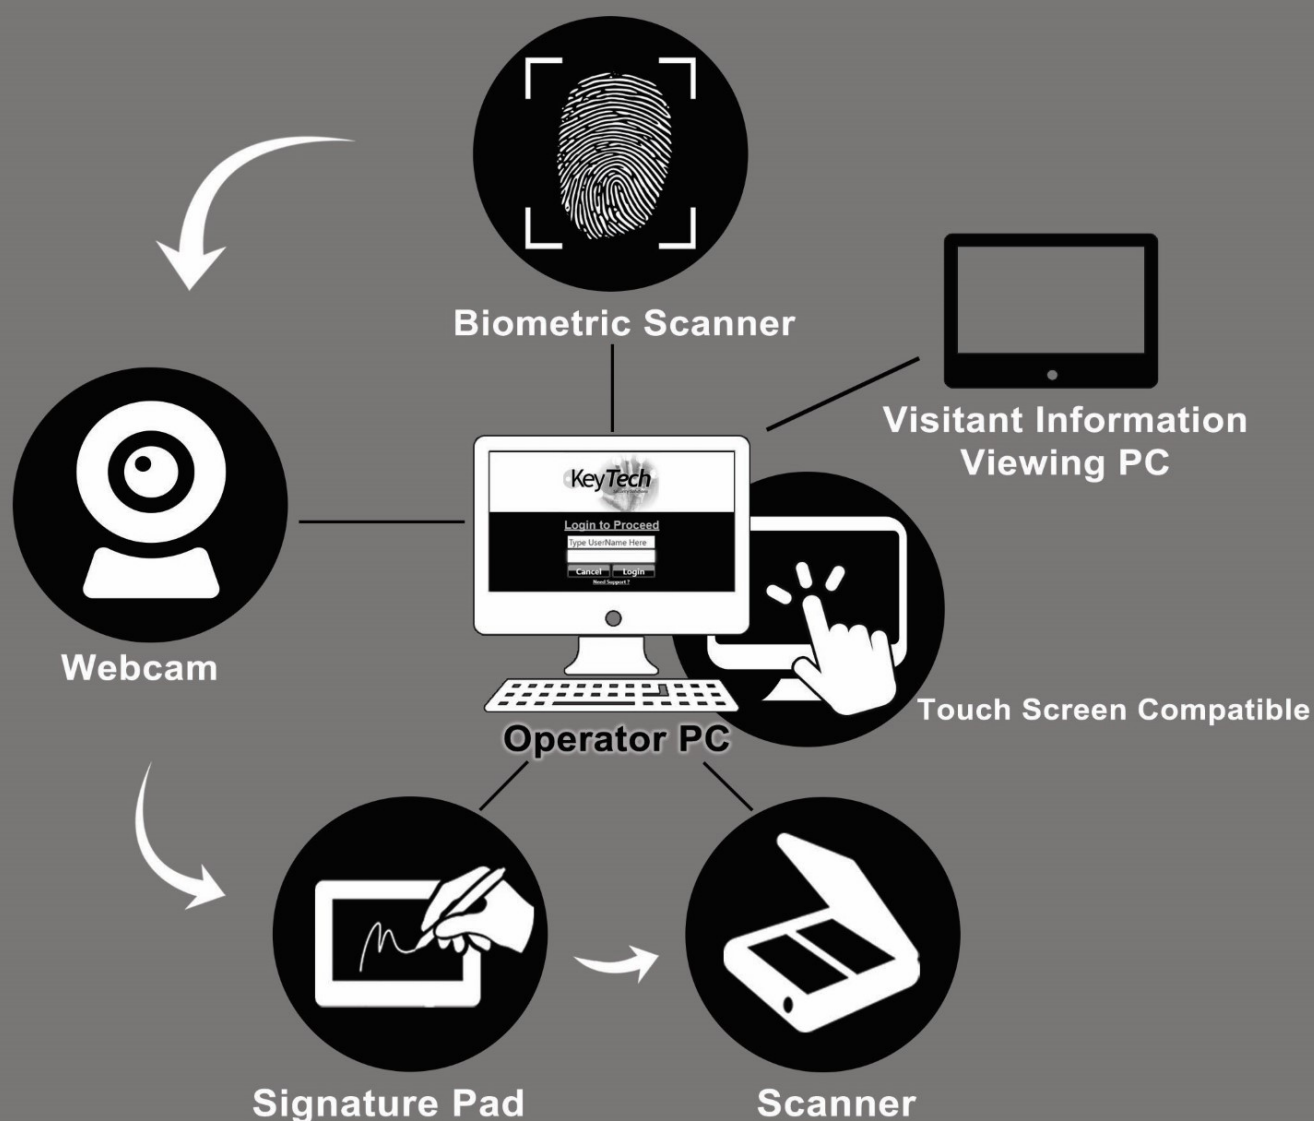 Biometric Scanner
Visitant Information
Viewing PC
KeyTech
Login to Proceed
Type UserName Here
Cancel Login
Need Support ?
Webcam
Touch Screen Compatible
Operator PC
Signature Pad
Scanner